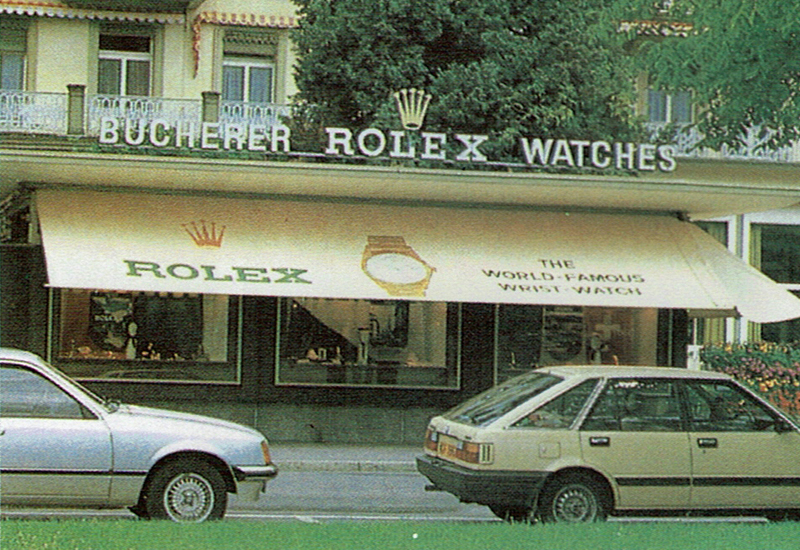 BUCHERER ROLEX WATCHES
ROLEX
THE
WORLD-FAMOUS
WRIST-WATCH